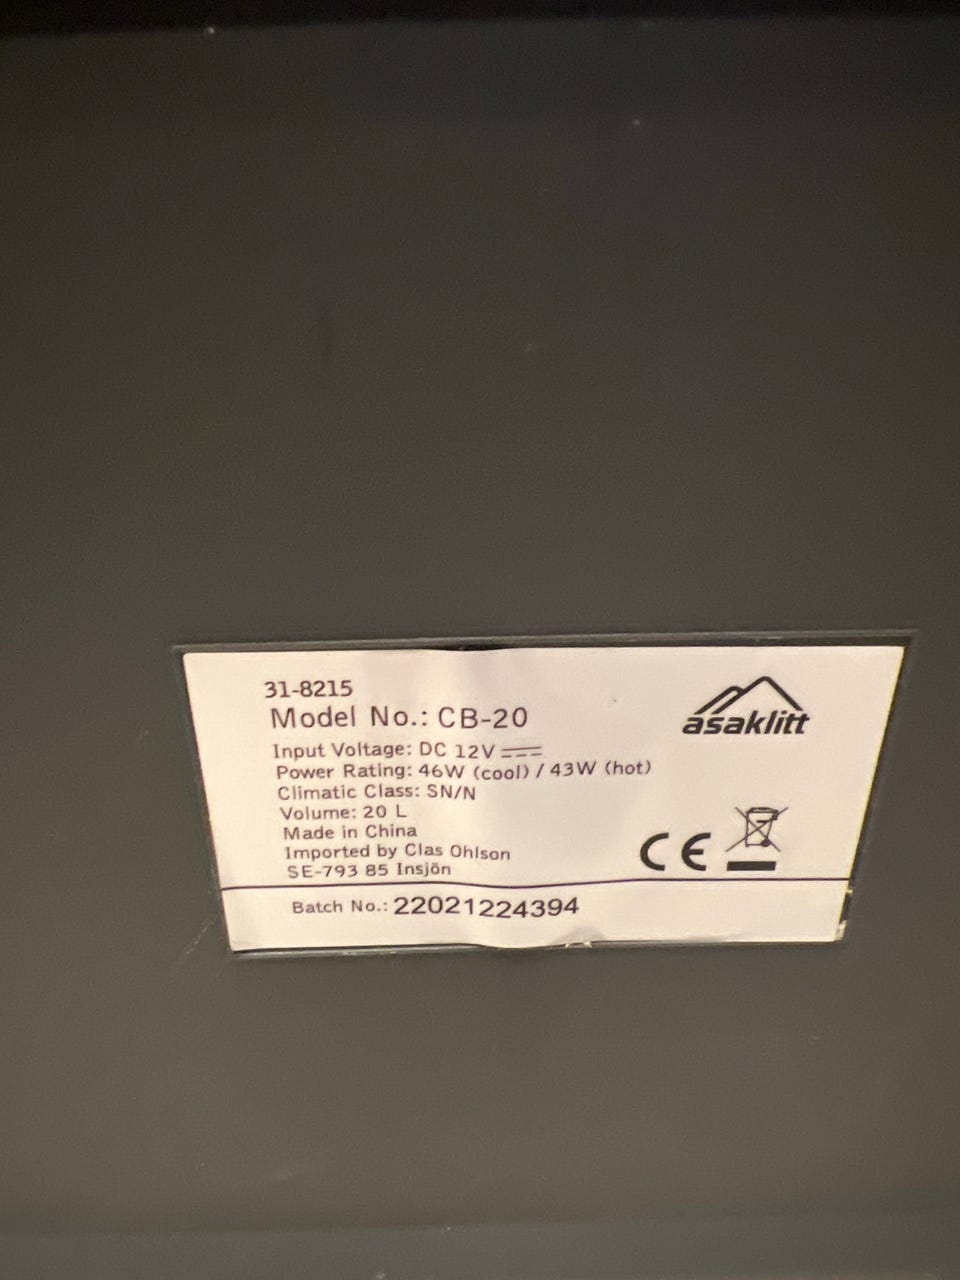 31-8215
Model No.: CB-20
asaklitt
Input Voltage: DC 12V ⎓
Power Rating: 46W (cool) / 43W (hot)
Climatic Class: SN/N
Volume: 20 L
Made in China
Imported by Clas Ohlson
SE-793 85 Insjön
CE
Batch No.: 22021224394